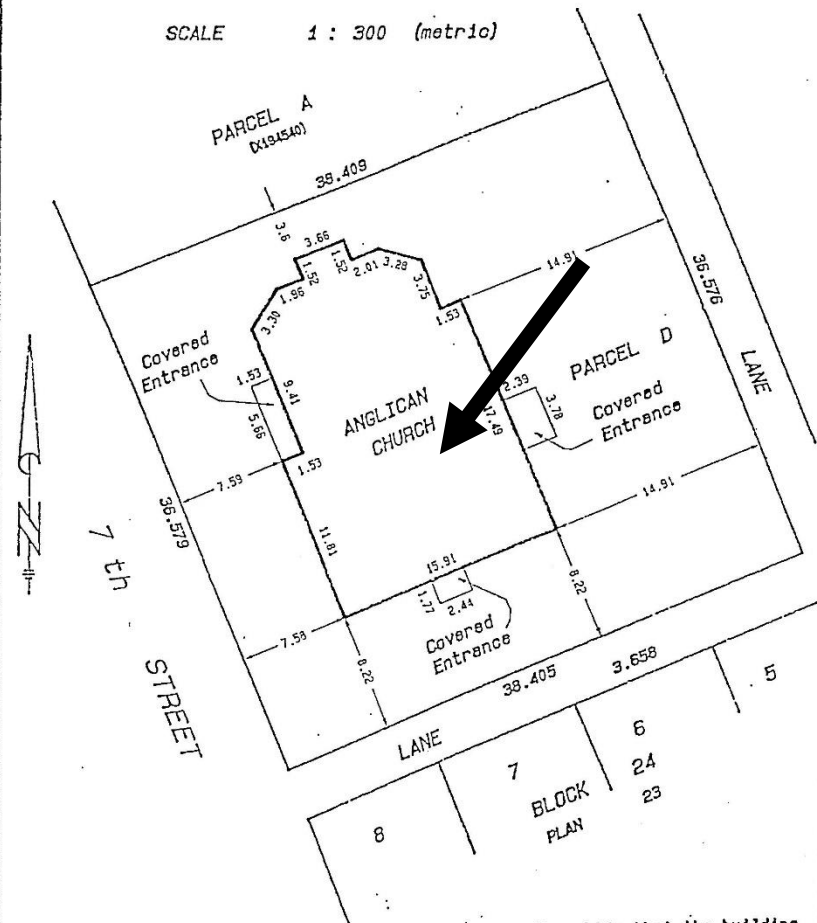 SCALE 1 : 300 (metric)
PARCEL A
(X194540)
38.409
3.6
3.66
1.52
1.52
2.01
3.28
1.96
3.30
3.75
1.53
14.91
36.576
LANE
Covered
Entrance
1.53
9.41
5.66
1.53
7.59
36.579
ANGLICAN
CHURCH
17.49
2.39
3.78
PARCEL D
Covered
Entrance
14.91
N
7 th STREET
11.81
15.91
1.77
2.44
Covered
Entrance
7.58
8.22
8.22
38.405
3.658
LANE
5
6
7
8
BLOCK 24
PLAN 23
building